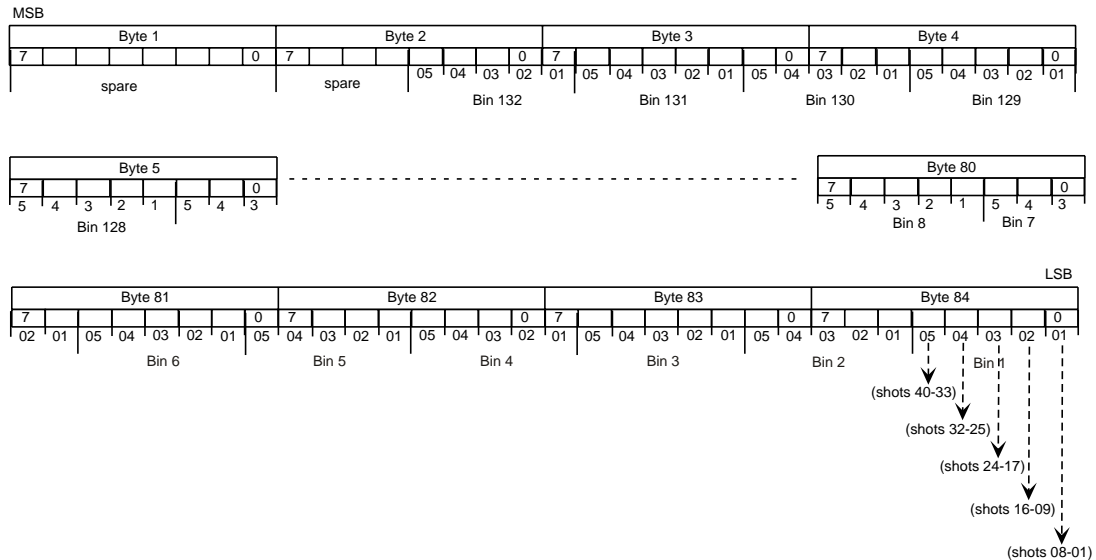 MSB
Byte 1 Byte 2 Byte 3 Byte 4
7 0 7 0 7 0 7 0
05 04 03 02 01 05 04 03 02 01 05 04 03 02 01 05 04 03 02 01
spare spare Bin 132 Bin 131 Bin 130 Bin 129
Byte 5 Byte 80
7 0 7 0
5 4 3 2 1 5 4 3 5 4 3 2 1 5 4 3
Bin 128 Bin 8 Bin 7
LSB
Byte 81 Byte 82 Byte 83 Byte 84
7 0 7 0 7 0 7 0
02 01 05 04 03 02 01 05 04 03 02 01 05 04 03 02 01 05 04 03 02 01 05 04 03 02 01 05 04 03 02 01
Bin 6 Bin 5 Bin 4 Bin 3 Bin 2 Bin 1
(shots 40-33)
(shots 32-25)
(shots 24-17)
(shots 16-09)
(shots 08-01)